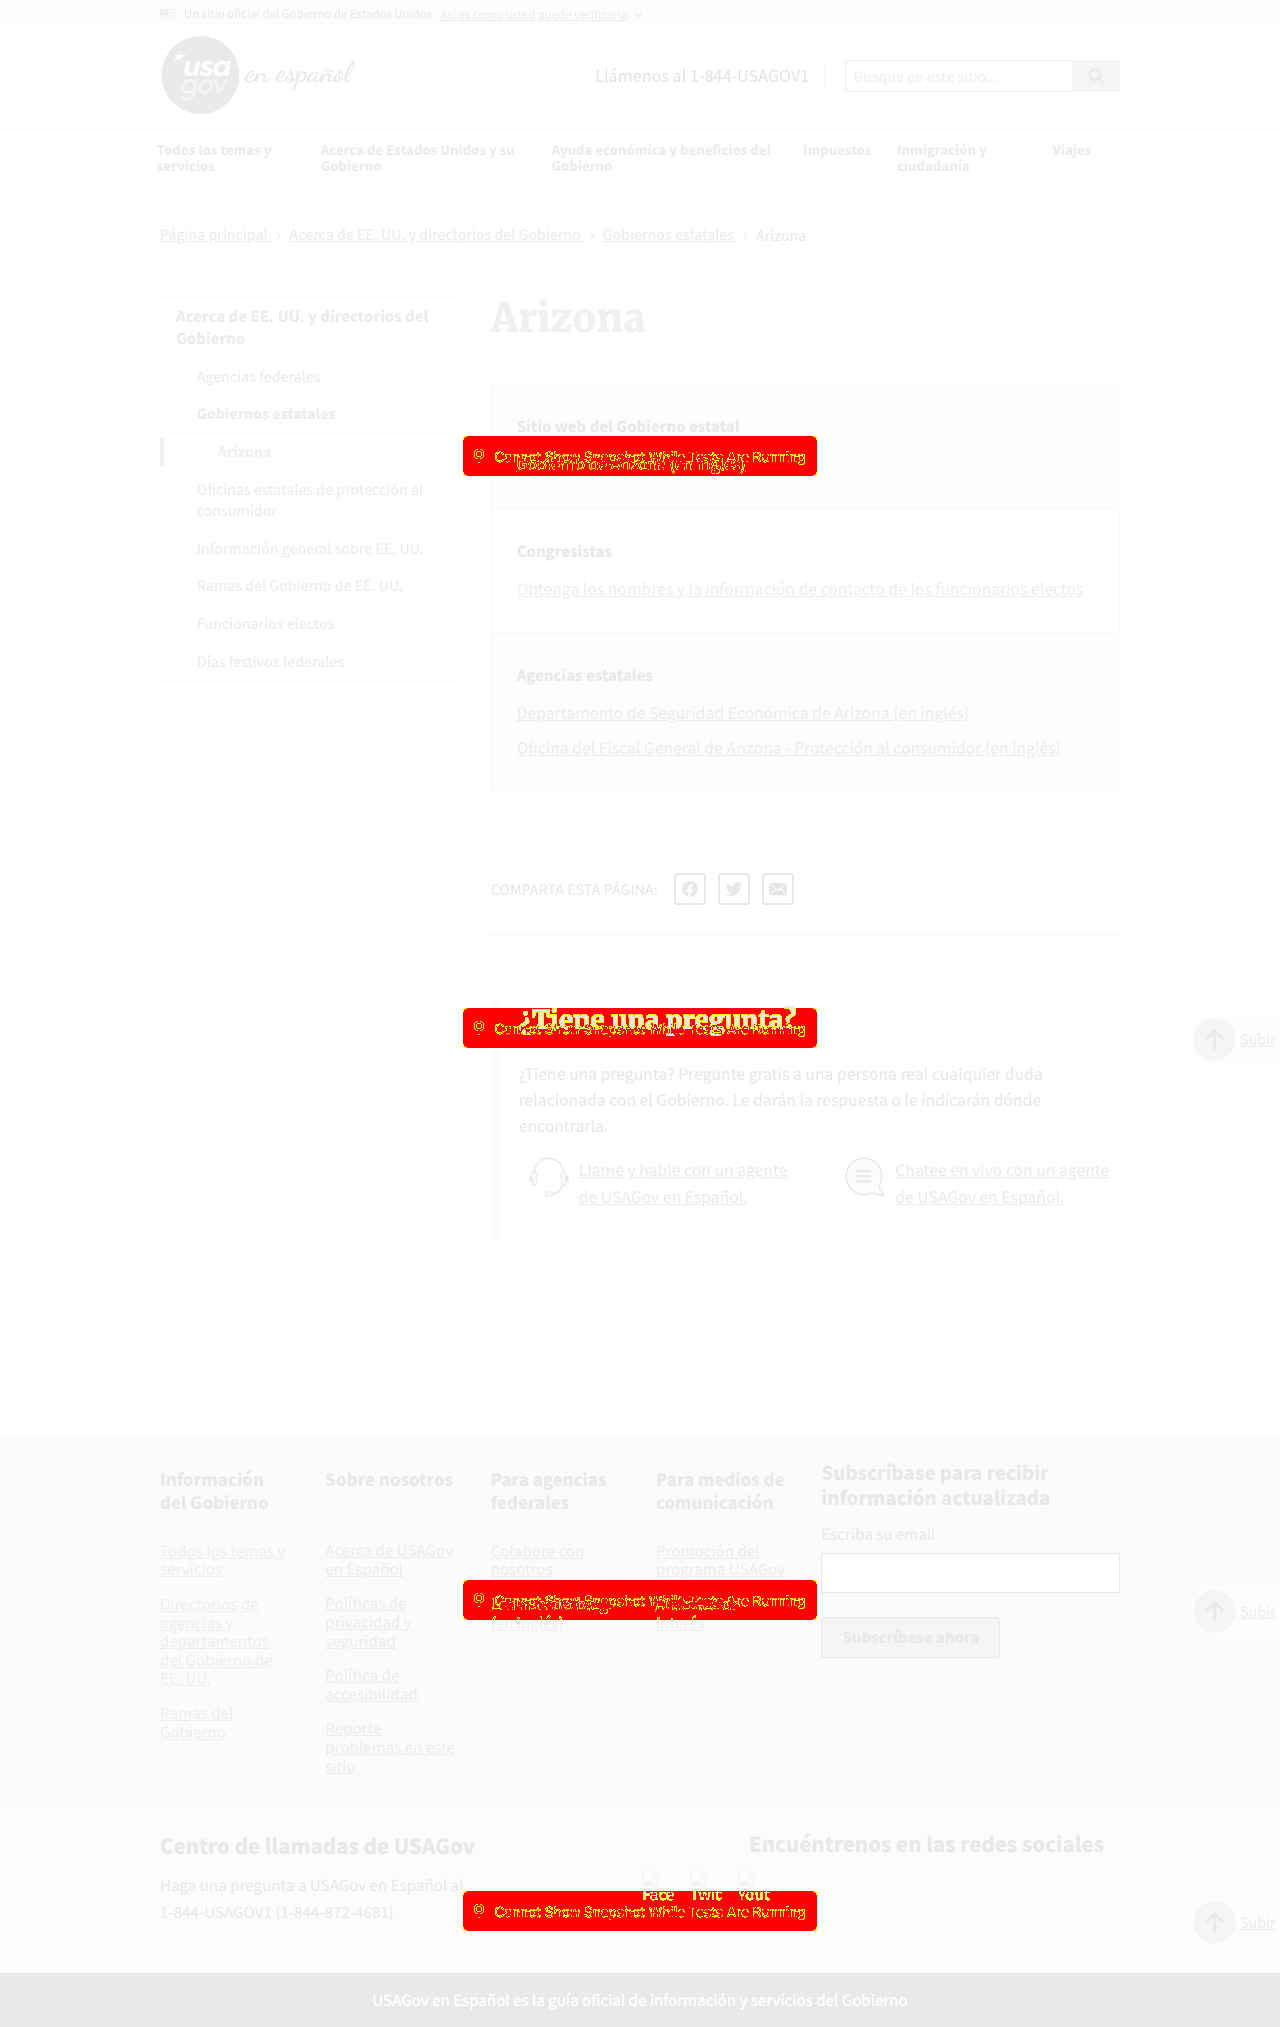 Un sitio oficial del Gobierno de Estados Unidos Así es como usted puede verificarlo
usa gov en español
Llámenos al 1-844-USAGOV1
Busque en este sitio...
Todos los temas y servicios
Acerca de Estados Unidos y su Gobierno
Ayuda económica y beneficios del Gobierno
Impuestos
Inmigración y ciudadanía
Viajes
Página principal > Acerca de EE. UU. y directorios del Gobierno > Gobiernos estatales > Arizona
Acerca de EE. UU. y directorios del
Gobierno
Agencias federales
Gobiernos estatales
Arizona
Oficinas estatales de protección al
consumidor
Información general sobre EE. UU.
Ramas del Gobierno de EE. UU.
Funcionarios electos
Días festivos federales
Arizona
Sitio web del Gobierno estatal
Cannot Show Snapshot While Tests Are Running
Congresistas
Obtenga los nombres y la información de contacto de los funcionarios electos
Agencias estatales
Departamento de Seguridad Económica de Arizona (en inglés)
Oficina del Fiscal General de Arizona - Protección al consumidor (en inglés)
COMPARTA ESTA PÁGINA:
¿Tiene una pregunta?
Cannot Show Snapshot While Tests Are Running
Subir
¿Tiene una pregunta? Pregunte gratis a una persona real cualquier duda
relacionada con el Gobierno. Le darán la respuesta o le indicarán dónde
encontrarla.
Llame y hable con un agente
de USAGov en Español.
Chatee en vivo con un agente
de USAGov en Español.
Información
del Gobierno
Todos los temas y
servicios
Directorios de
agencias y
departamentos
del Gobierno de
EE. UU.
Ramas del
Gobierno
Sobre nosotros
Acerca de USAGov
en Español
Políticas de
privacidad y
seguridad
Política de
accesibilidad
Reporte
problemas en este
sitio
Para agencias
federales
Colabore con
nosotros
(en inglés)
Para medios de
comunicación
Promoción del
programa USAGov
interés
Cannot Show Snapshot While Tests Are Running
Subscríbase para recibir
información actualizada
Escriba su email
Subscríbase ahora
Subir
Centro de llamadas de USAGov
Haga una pregunta a USAGov en Español al
1-844-USAGOV1 (1-844-872-4681)
Encuéntrenos en las redes sociales
Face Twit Yout
Cannot Show Snapshot While Tests Are Running
Subir
USAGov en Español es la guía oficial de información y servicios del Gobierno